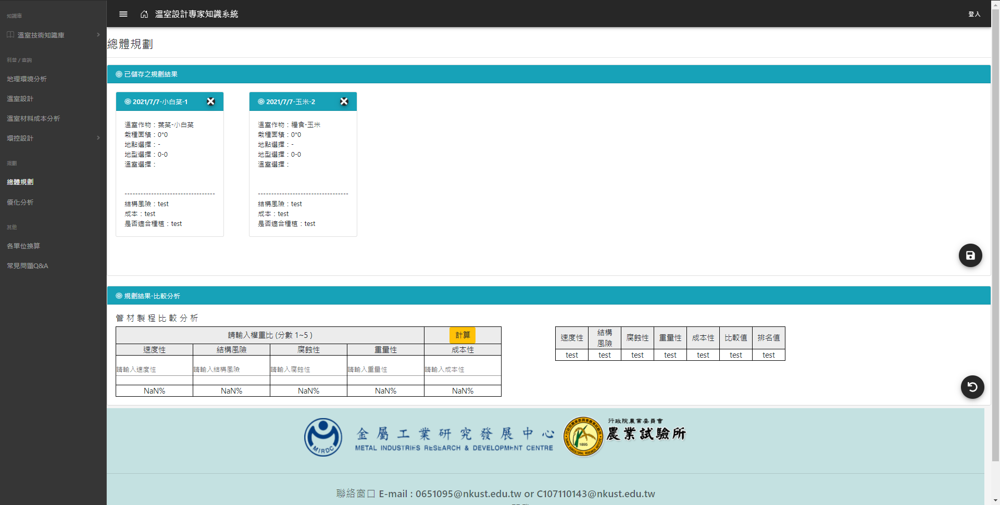 知識庫
溫室技術知識庫
科普 / 查詢
地理環境分析
溫室設計
溫室材料成本分析
環控設計
規劃
總體規劃
優化分析
其他
各單位換算
常見問題Q&A
溫室設計專家知識系統
登入
總體規劃
已儲存之規劃結果
2021/7/7-小白菜-1
溫室作物：葉菜-小白菜
栽種面積：0*0
地點選擇：-
地型選擇：0-0
溫室選擇：
----------------------------------
結構風險：test
成本：test
是否適合種植：test
2021/7/7-玉米-2
溫室作物：糧食-玉米
栽種面積：0*0
地點選擇：-
地型選擇：0-0
溫室選擇：
----------------------------------
結構風險：test
成本：test
是否適合種植：test
規劃結果-比較分析
管材製程比較分析
請輸入權重比 (分數 1~5 ) 計算
速度性 結構風險 腐蝕性 重量性 成本性
請輸入速度性 請輸入結構風險 請輸入腐蝕性 請輸入重量性 請輸入成本性
NaN% NaN% NaN% NaN% NaN%
速度性 結構風險 腐蝕性 重量性 成本性 比較值 排名值
test test test test test test test
MIRDC
金屬工業研究發展中心
METAL INDUSTRIES RESEARCH & DEVELOPMENT CENTRE
1895
行政院農業委員會
農業試驗所
聯絡窗口 E-mail : 0651095@nkust.edu.tw or C107110143@nkust.edu.tw